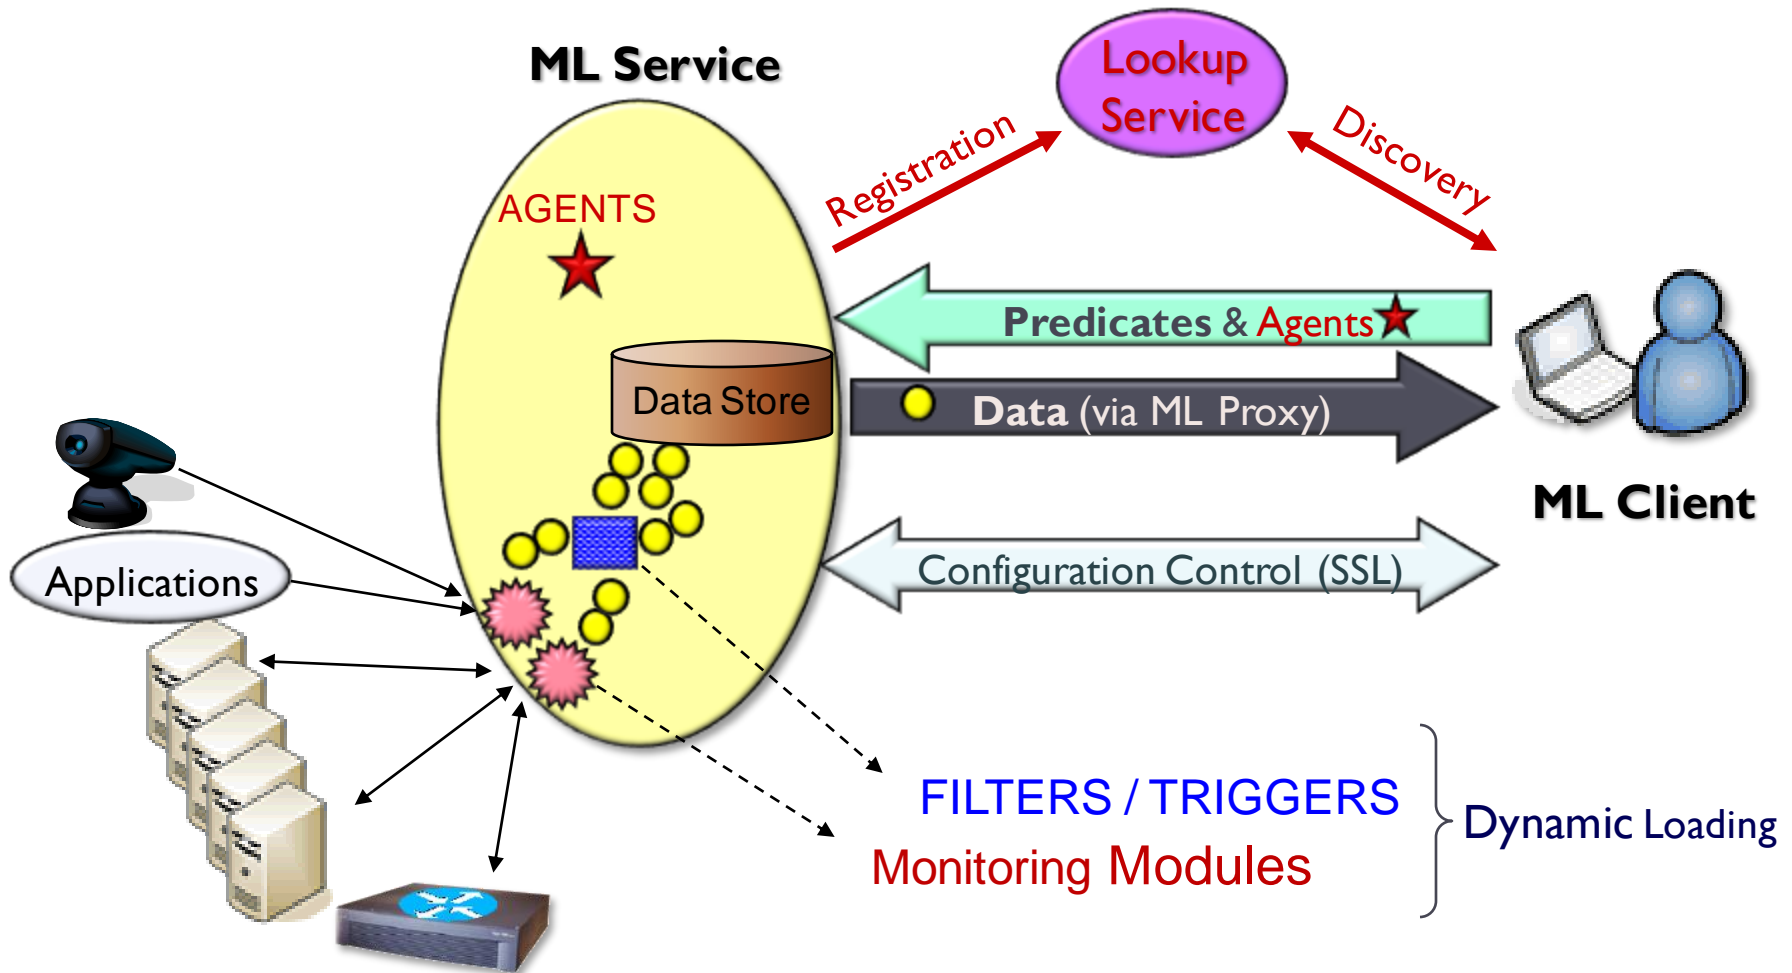 ML Service
Lookup
Service
Registration
Discovery
AGENTS
Predicates & Agents
Data Store
Data (via ML Proxy)
ML Client
Applications
Configuration Control (SSL)
FILTERS / TRIGGERS
Monitoring Modules
Dynamic Loading